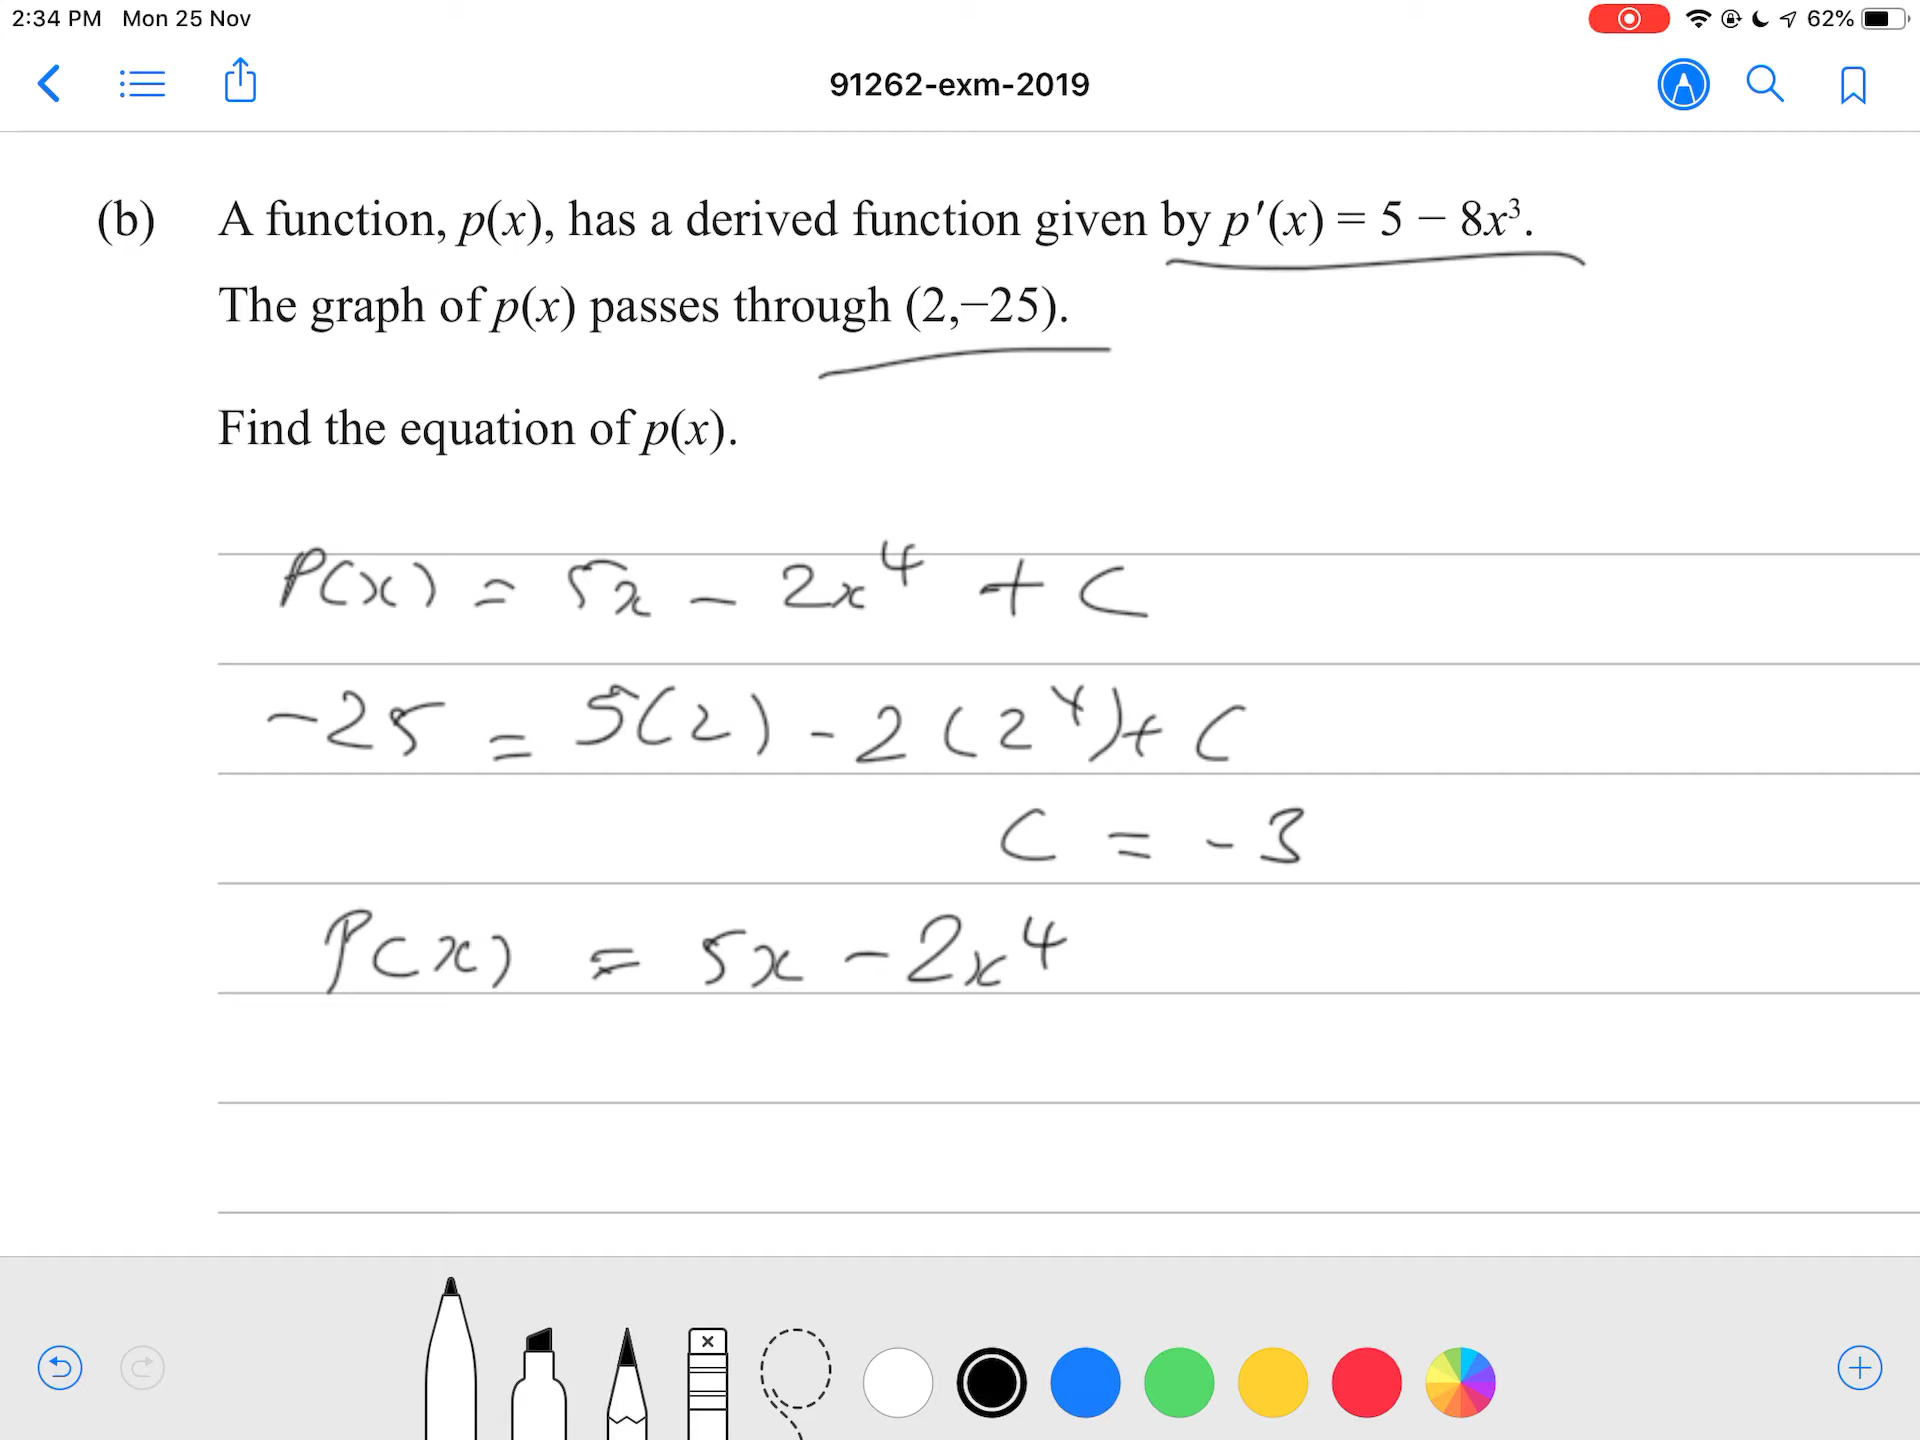 2:34 PM Mon 25 Nov 62%
91262-exm-2019
(b) A function, p(x), has a derived function given by p′(x) = 5 − 8x³.
The graph of p(x) passes through (2,−25).
Find the equation of p(x).
P(x) = 5x − 2x⁴ + C
-25 = 5(2) - 2(2⁴) + C
C = -3
P(x) = 5x - 2x⁴